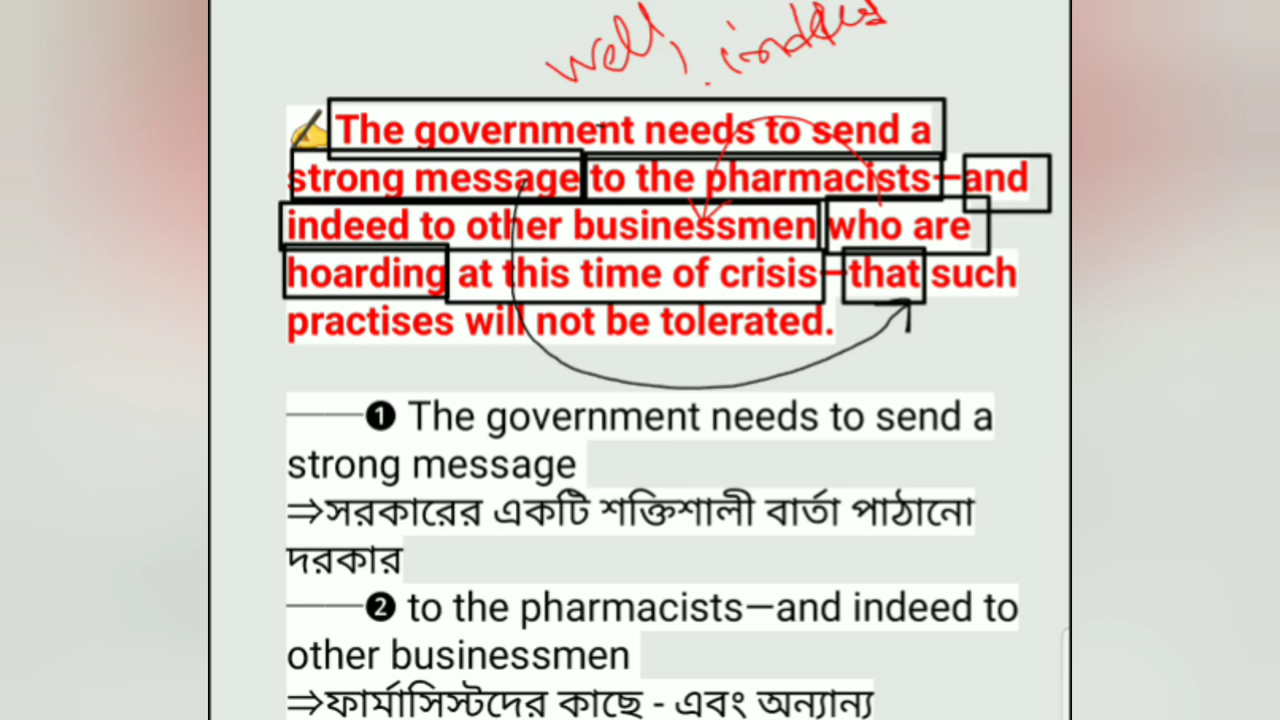 well, indeed
✍️The government needs to send a
strong message to the pharmacists—and
indeed to other businessmen who are
hoarding at this time of crisis—that such
practises will not be tolerated.
———❶ The government needs to send a
strong message
⇒সরকারের একটি শক্তিশালী বার্তা পাঠানো
দরকার
———❷ to the pharmacists—and indeed to
other businessmen
⇒ফার্মাসিস্টদের কাছে - এবং অন্যান্য